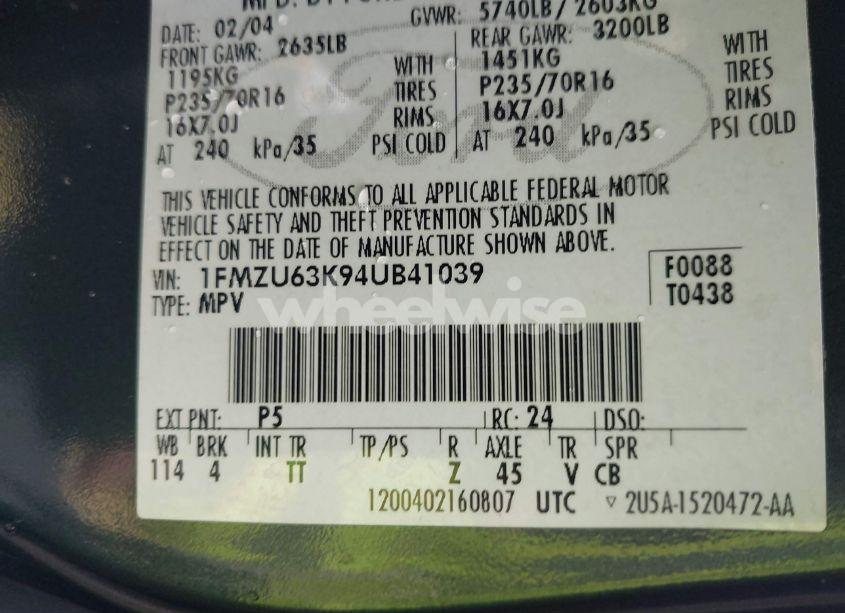 GVWR: 5740LB/ 2603KG
DATE: 02/04
FRONT GAWR: 2635LB REAR GAWR: 3200LB
1195KG WITH 1451KG WITH
P235/70R16 TIRES P235/70R16 TIRES
16X7.0J RIMS 16X7.0J RIMS
AT 240 kPa/35 PSI COLD AT 240 kPa/35 PSI COLD
Ford
THIS VEHICLE CONFORMS TO ALL APPLICABLE FEDERAL MOTOR
VEHICLE SAFETY AND THEFT PREVENTION STANDARDS IN
EFFECT ON THE DATE OF MANUFACTURE SHOWN ABOVE.
VIN: 1FMZU63K94UB41039 F0088
TYPE: MPV T0438
wheelwise
EXT PNT: P5 RC: 24 DSO:
WB BRK INT TR TP/PS R AXLE TR SPR
114 4 TT Z 45 V CB
1200402160807 UTC ▽ 2U5A-1520472-AA